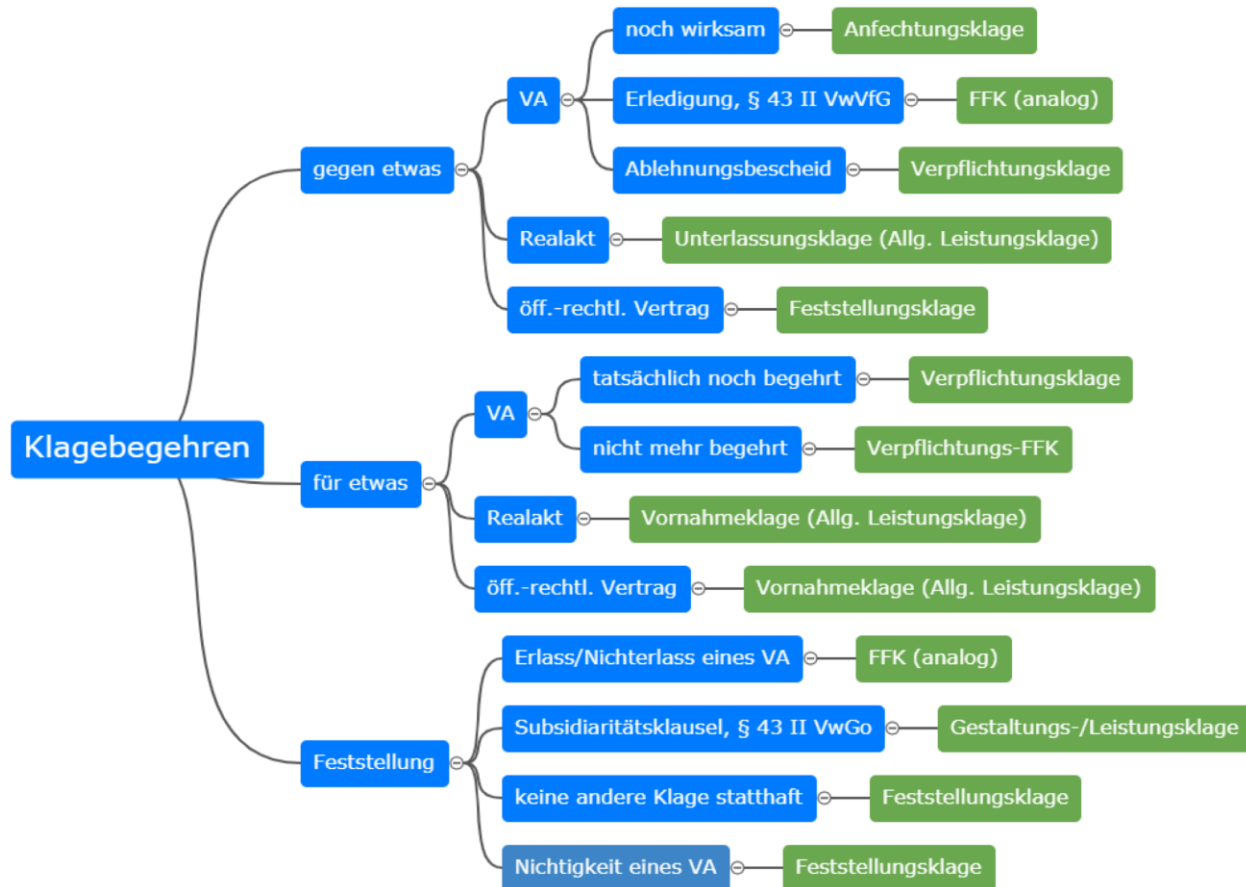 noch wirksam
Anfechtungsklage
VA
Erledigung, § 43 II VwVfG
FFK (analog)
gegen etwas
Ablehnungsbescheid
Verpflichtungsklage
Realakt
Unterlassungsklage (Allg. Leistungsklage)
öff.-rechtl. Vertrag
Feststellungsklage
tatsächlich noch begehrt
Verpflichtungsklage
VA
Klagebegehren
nicht mehr begehrt
Verpflichtungs-FFK
für etwas
Realakt
Vornahmeklage (Allg. Leistungsklage)
öff.-rechtl. Vertrag
Vornahmeklage (Allg. Leistungsklage)
Erlass/Nichterlass eines VA
FFK (analog)
Subsidiaritätsklausel, § 43 II VwGo
Gestaltungs-/Leistungsklage
Feststellung
keine andere Klage statthaft
Feststellungsklage
Nichtigkeit eines VA
Feststellungsklage